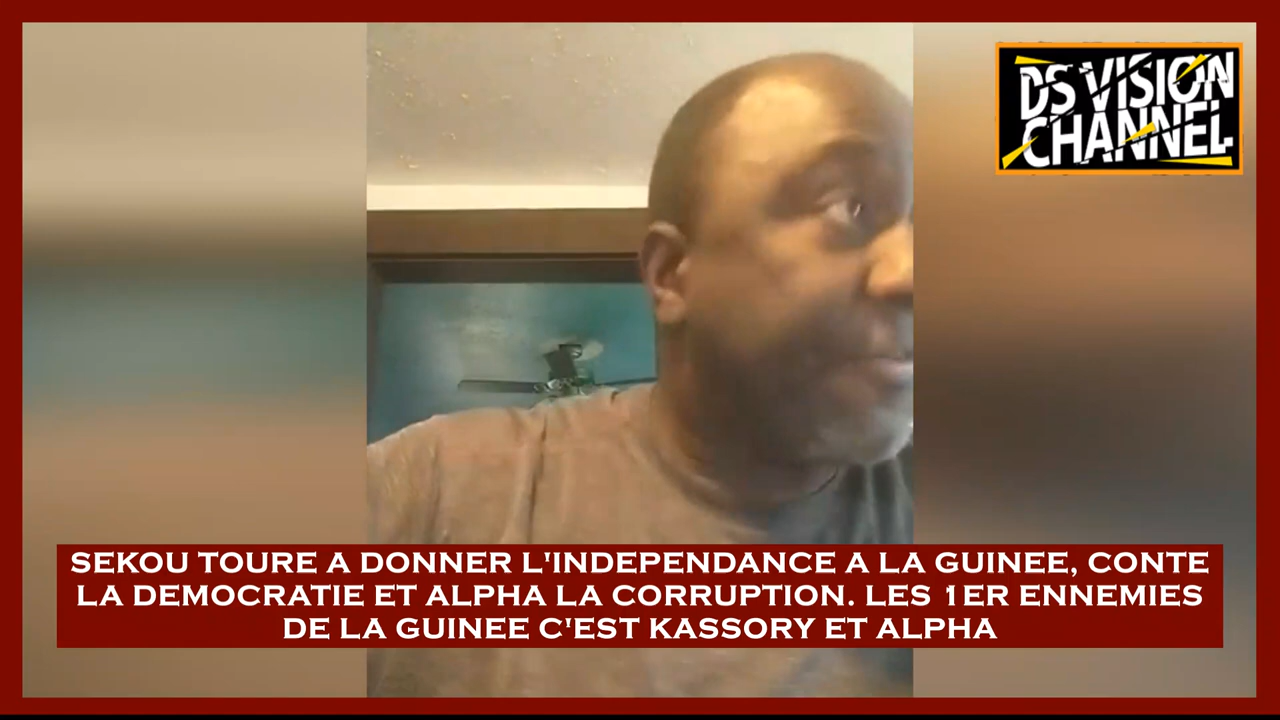 DS VISION
CHANNEL
SEKOU TOURE A DONNER L'INDEPENDANCE A LA GUINEE, CONTE
LA DEMOCRATIE ET ALPHA LA CORRUPTION. LES 1ER ENNEMIES
DE LA GUINEE C'EST KASSORY ET ALPHA